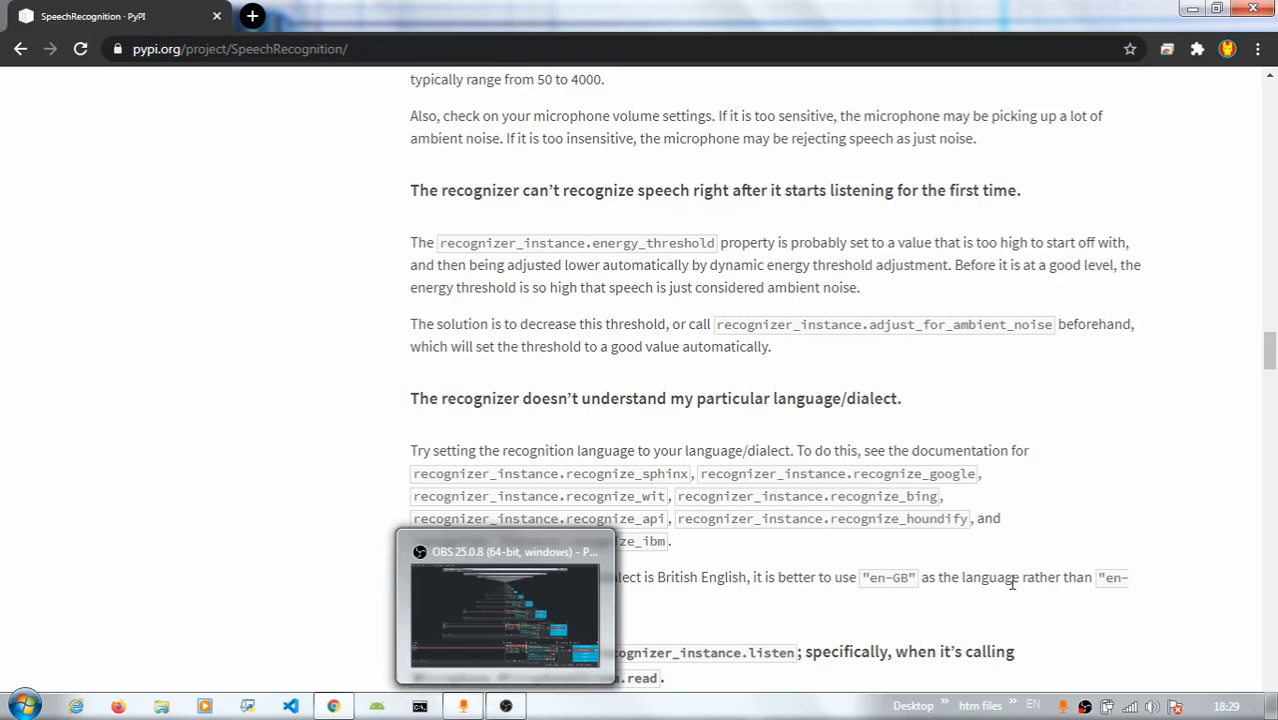 SpeechRecognition · PyPI
pypi.org/project/SpeechRecognition/
typically range from 50 to 4000.
Also, check on your microphone volume settings. If it is too sensitive, the microphone may be picking up a lot of
ambient noise. If it is too insensitive, the microphone may be rejecting speech as just noise.
The recognizer can’t recognize speech right after it starts listening for the first time.
The recognizer_instance.energy_threshold property is probably set to a value that is too high to start off with,
and then being adjusted lower automatically by dynamic energy threshold adjustment. Before it is at a good level, the
energy threshold is so high that speech is just considered ambient noise.
The solution is to decrease this threshold, or call recognizer_instance.adjust_for_ambient_noise beforehand,
which will set the threshold to a good value automatically.
The recognizer doesn’t understand my particular language/dialect.
Try setting the recognition language to your language/dialect. To do this, see the documentation for
recognizer_instance.recognize_sphinx, recognizer_instance.recognize_google,
recognizer_instance.recognize_wit, recognizer_instance.recognize_bing,
recognizer_instance.recognize_api, recognizer_instance.recognize_houndify, and
ze_ibm.
OBS 25.0.8 (64-bit, windows) - P...
lect is British English, it is better to use "en-GB" as the language rather than "en-
cognizer_instance.listen; specifically, when it’s calling
.read.
Desktop
htm files
EN
18:29